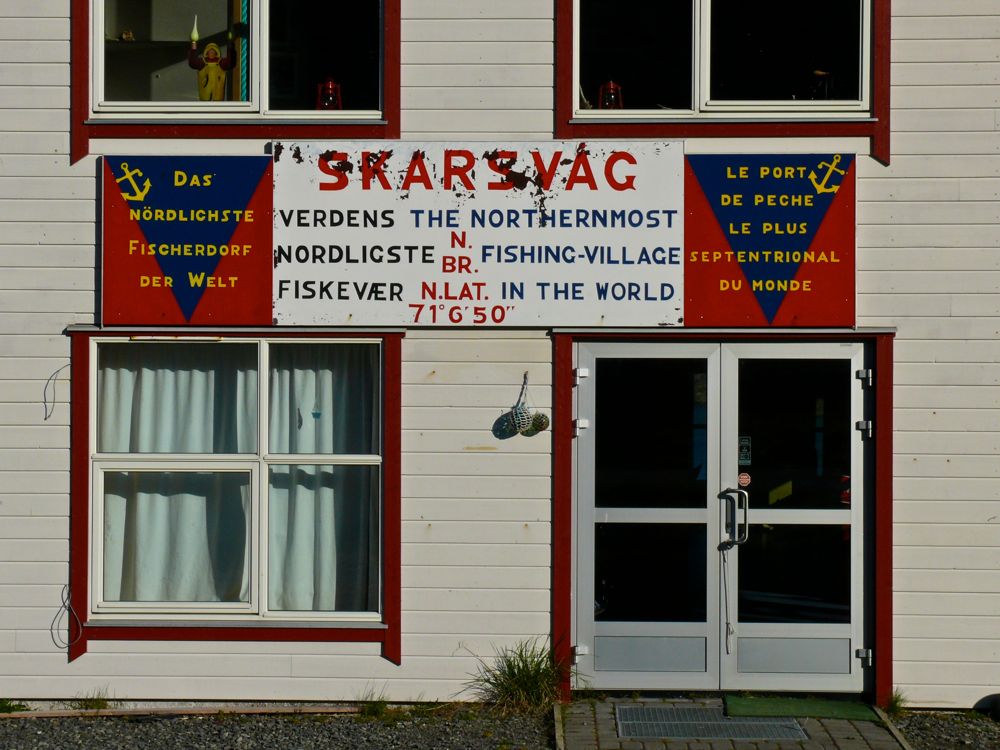 SKARSVÅG
DAS
NÖRDLICHSTE
FISCHERDORF
DER WELT
VERDENS THE NORTHERNMOST
NORDLIGSTE N. BR. FISHING-VILLAGE
FISKEVÆR N.LAT. IN THE WORLD
71°6'50"
LE PORT
DE PECHE
LE PLUS
SEPTENTRIONAL
DU MONDE